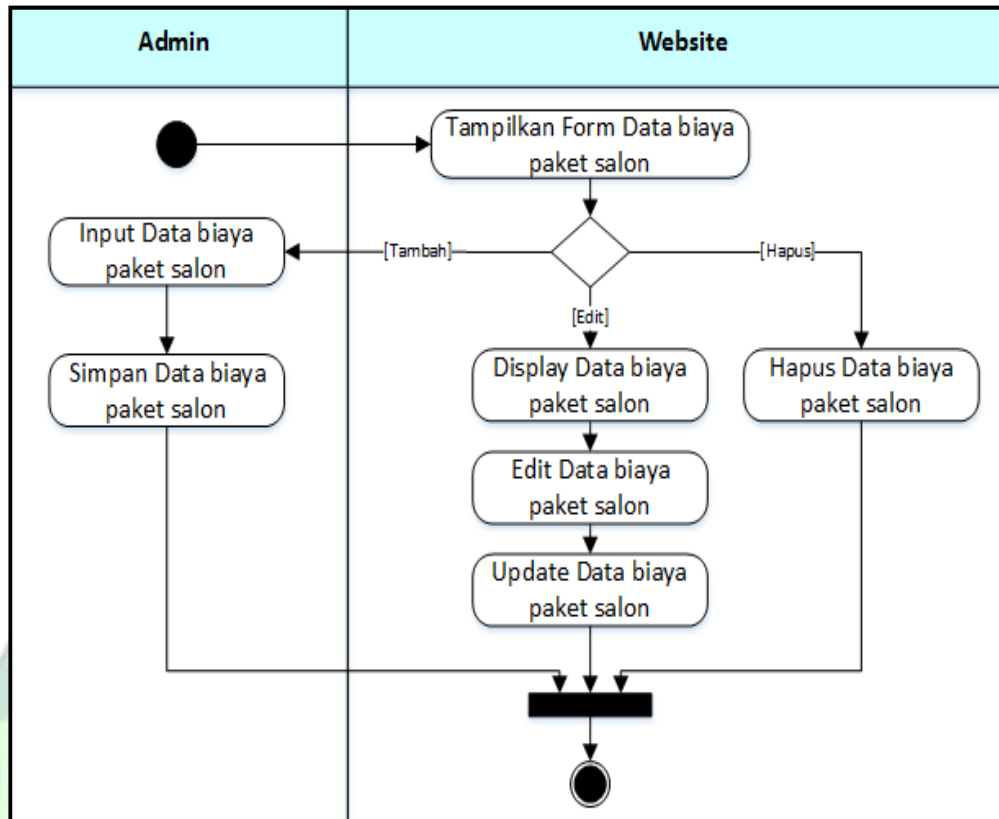 Admin
Website
Tampilkan Form Data biaya
paket salon
Input Data biaya
paket salon
[Tambah]
[Hapus]
[Edit]
Simpan Data biaya
paket salon
Display Data biaya
paket salon
Hapus Data biaya
paket salon
Edit Data biaya
paket salon
Update Data biaya
paket salon